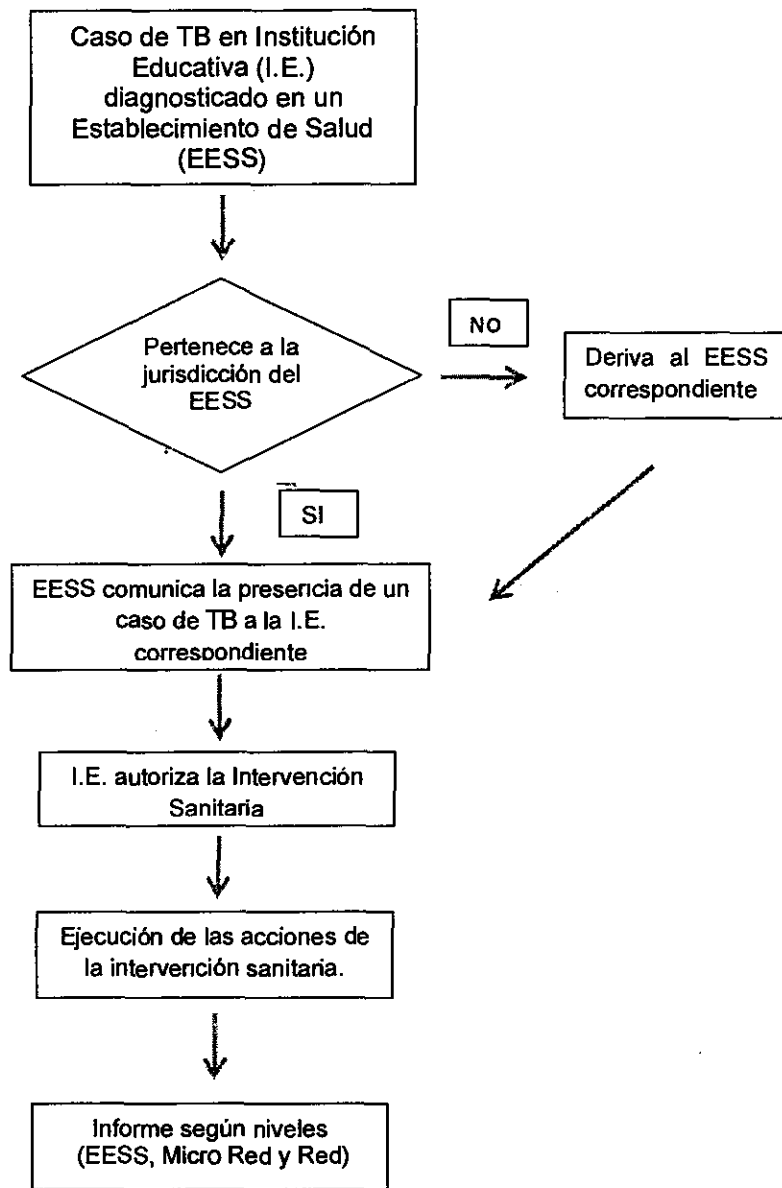 Caso de TB en Institución
Educativa (I.E.)
diagnosticado en un
Establecimiento de Salud
(EESS)
Pertenece a la
jurisdicción del
EESS
NO
Deriva al EESS
correspondiente
SI
EESS comunica la presencia de un
caso de TB a la I.E.
correspondiente
I.E. autoriza la Intervención
Sanitaria
Ejecución de las acciones de
la intervención sanitaria.
Informe según niveles
(EESS, Micro Red y Red)